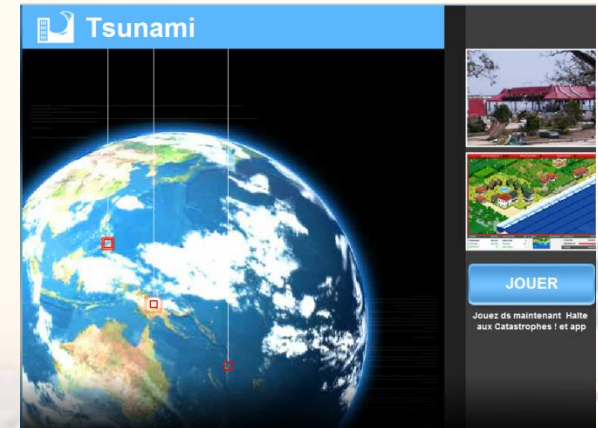 Tsunami
JOUER
Jouez ds maintenant Halte
aux Catastrophes ! et app